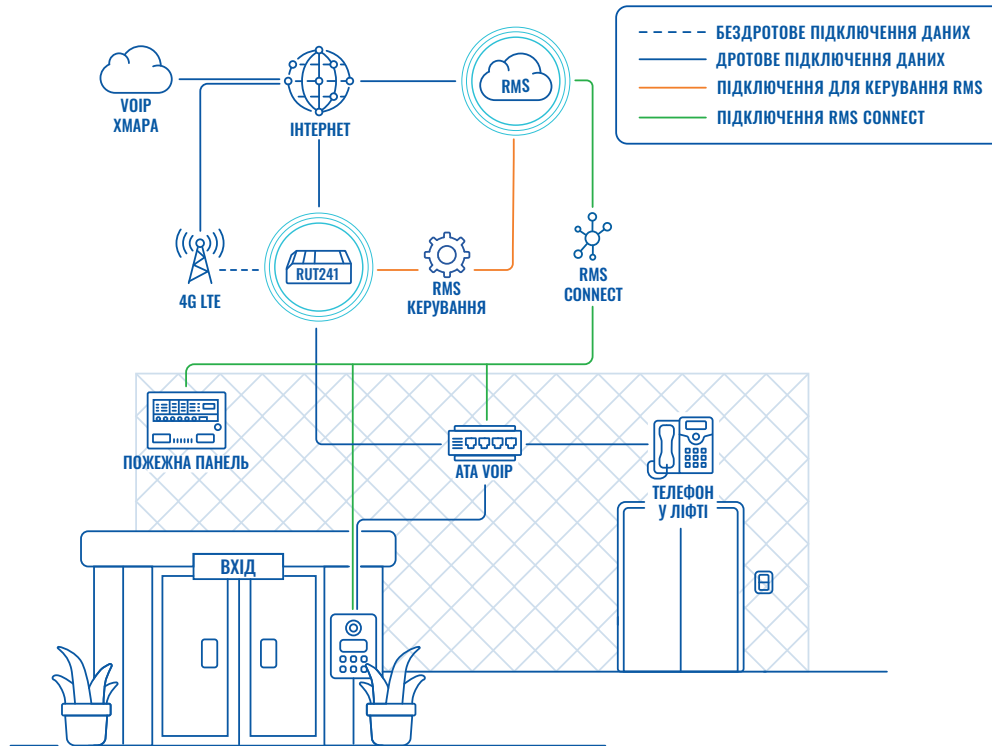 БЕЗДРОТОВЕ ПІДКЛЮЧЕННЯ ДАНИХ
ДРОТОВЕ ПІДКЛЮЧЕННЯ ДАНИХ
ПІДКЛЮЧЕННЯ ДЛЯ КЕРУВАННЯ RMS
ПІДКЛЮЧЕННЯ RMS CONNECT
VOIP
ХМАРА
ІНТЕРНЕТ
RMS
4G LTE
RUT241
RMS
КЕРУВАННЯ
RMS
CONNECT
ПОЖЕЖНА ПАНЕЛЬ
ATA VOIP
ТЕЛЕФОН
У ЛІФТІ
ВХІД